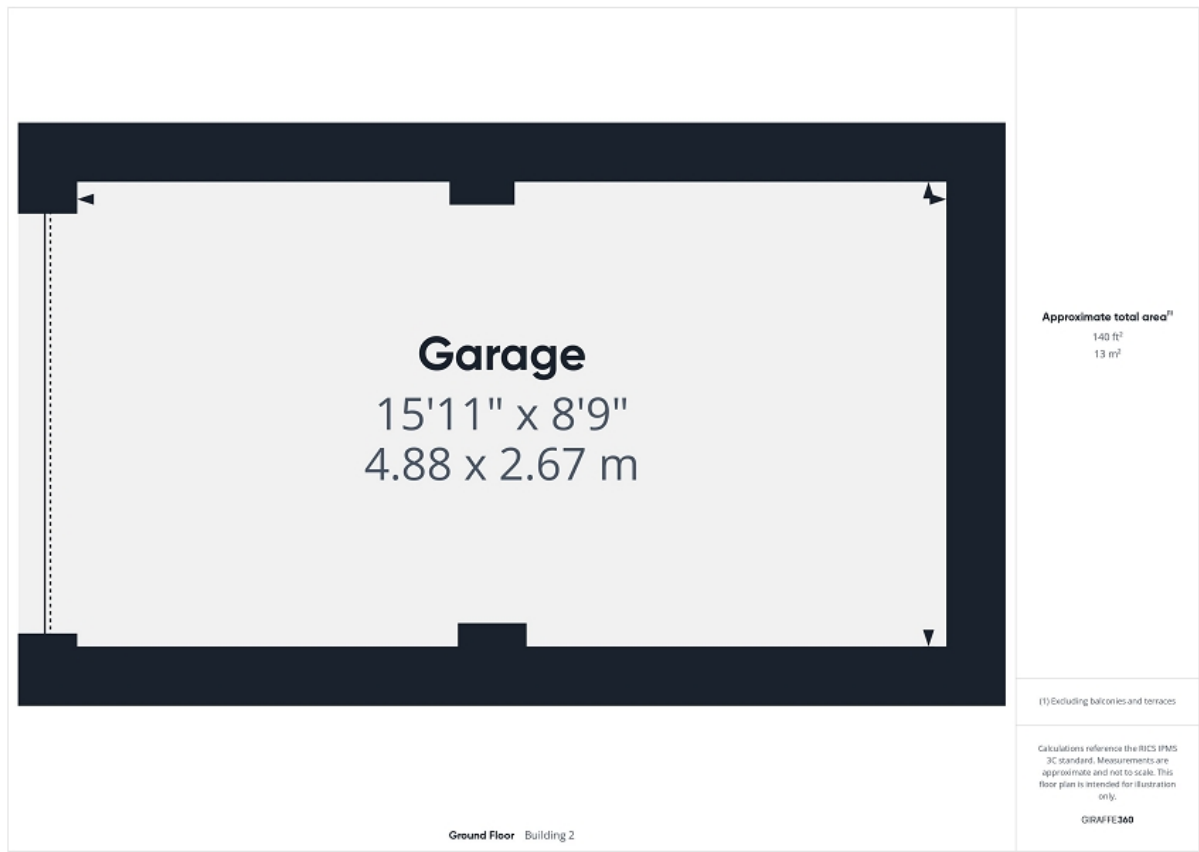 Garage
15'11" x 8'9"
4.88 x 2.67 m
Approximate total area⁽¹⁾
140 ft²
13 m²
(1) Excluding balconies and terraces
Calculations reference the RICS IPMS
3C standard. Measurements are
approximate and not to scale. This
floor plan is intended for illustration
only.
GIRAFFE360
Ground Floor Building 2